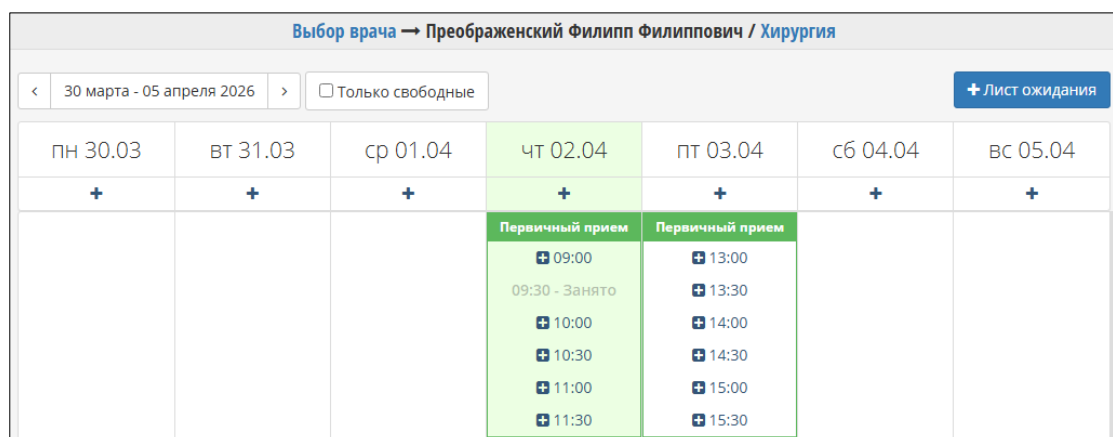 Выбор врача → Преображенский Филипп Филиппович / Хирургия
< 30 марта - 05 апреля 2026 > Только свободные + Лист ожидания
пн 30.03 вт 31.03 ср 01.04 чт 02.04 пт 03.04 сб 04.04 вс 05.04
+ + + + + + +
Первичный прием Первичный прием
09:00 13:00
09:30 - Занято 13:30
10:00 14:00
10:30 14:30
11:00 15:00
11:30 15:30